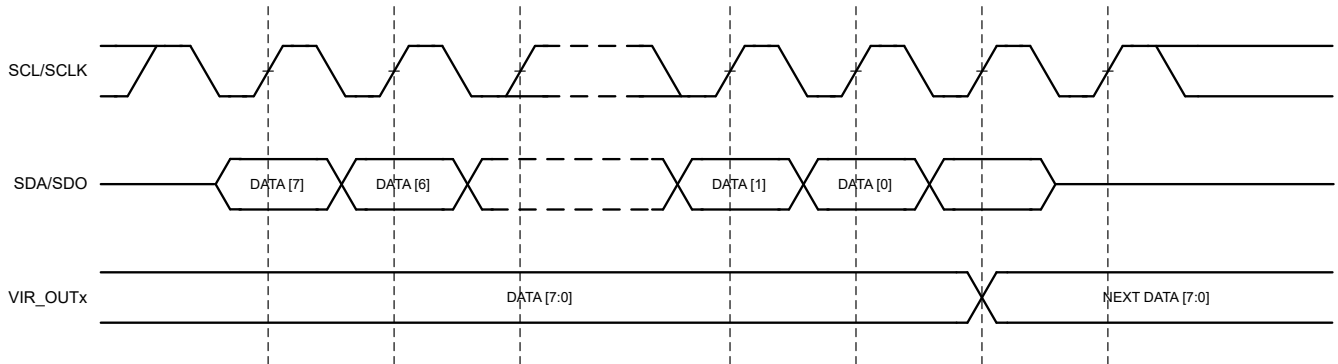 SCL/SCLK
SDA/SDO
DATA [7]
DATA [6]
DATA [1]
DATA [0]
VIR_OUTx
DATA [7:0]
NEXT DATA [7:0]